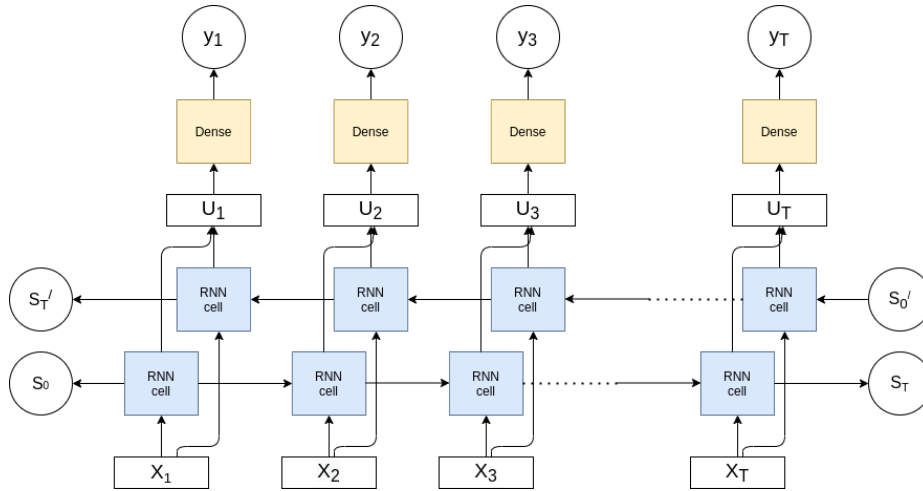 y1 y2 y3 yT
Dense Dense Dense Dense
U1 U2 U3 UT
ST/ RNN cell RNN cell RNN cell RNN cell S0/
S0 RNN cell RNN cell RNN cell RNN cell ST
X1 X2 X3 XT